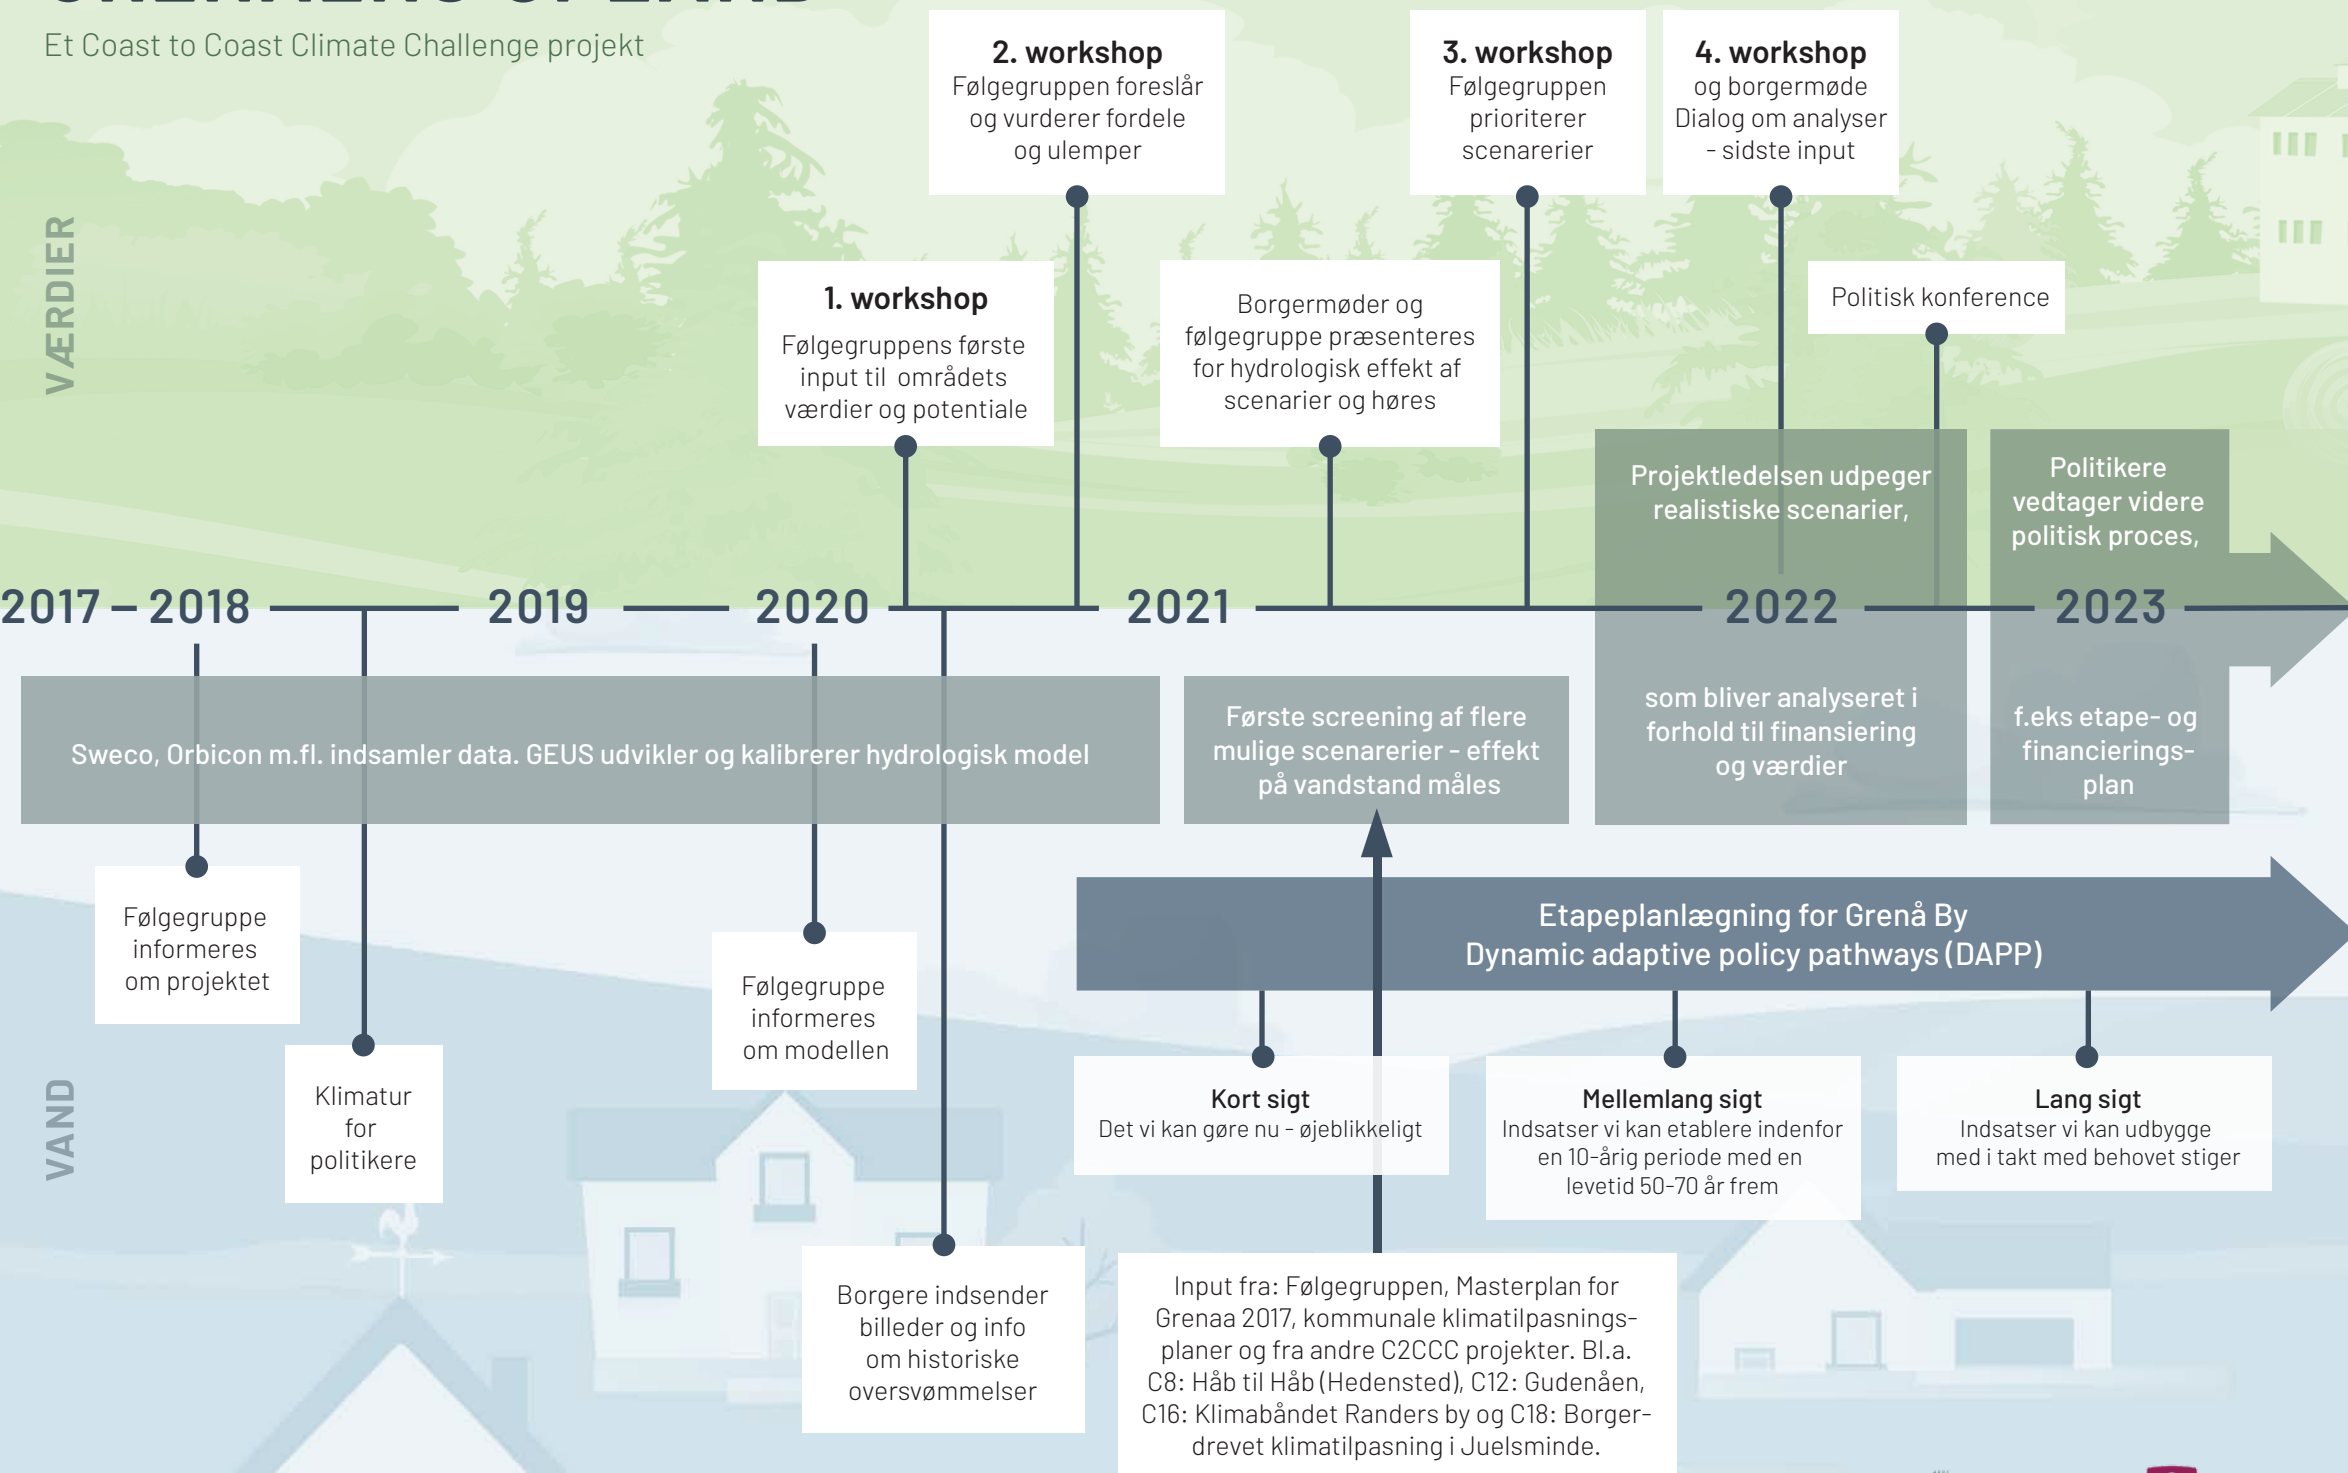 Et Coast to Coast Climate Challenge projekt
VÆRDIER
VAND
2. workshop
Følgegruppen foreslår
og vurderer fordele
og ulemper
3. workshop
Følgegruppen
prioriterer
scenarerier
4. workshop
og borgermøde
Dialog om analyser
- sidste input
1. workshop
Følgegruppens første
input til områdets
værdier og potentiale
Borgermøder og
følgegruppe præsenteres
for hydrologisk effekt af
scenarier og høres
Politisk konference
Projektledelsen udpeger
realistiske scenarier,
Politikere
vedtager videre
politisk proces,
2017 – 2018
2019
2020
2021
2022
2023
Sweco, Orbicon m.fl. indsamler data. GEUS udvikler og kalibrerer hydrologisk model
Første screening af flere
mulige scenarerier - effekt
på vandstand måles
som bliver analyseret i
forhold til finansiering
og værdier
f.eks etape- og
financierings-
plan
Følgegruppe
informeres
om projektet
Klimatur
for
politikere
Følgegruppe
informeres
om modellen
Borgere indsender
billeder og info
om historiske
oversvømmelser
Etapeplanlægning for Grenå By
Dynamic adaptive policy pathways (DAPP)
Kort sigt
Det vi kan gøre nu - øjeblikkeligt
Mellemlang sigt
Indsatser vi kan etablere indenfor
en 10-årig periode med en
levetid 50-70 år frem
Lang sigt
Indsatser vi kan udbygge
med i takt med behovet stiger
Input fra: Følgegruppen, Masterplan for
Grenaa 2017, kommunale klimatilpasnings-
planer og fra andre C2CCC projekter. Bl.a.
C8: Håb til Håb (Hedensted), C12: Gudenåen,
C16: Klimabåndet Randers by og C18: Borger-
drevet klimatilpasning i Juelsminde.